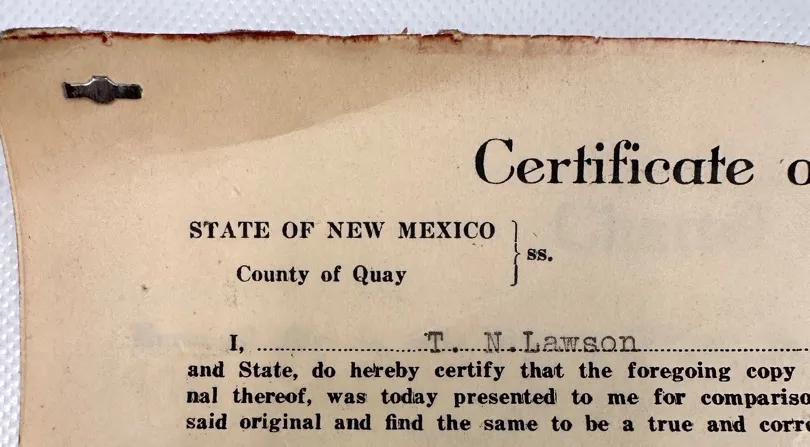 Certificate o
STATE OF NEW MEXICO } ss.
County of Quay
I, T. N. Lawson
and State, do hereby certify that the foregoing copy
nal thereof, was today presented to me for compariso
said original and find the same to be a true and corre